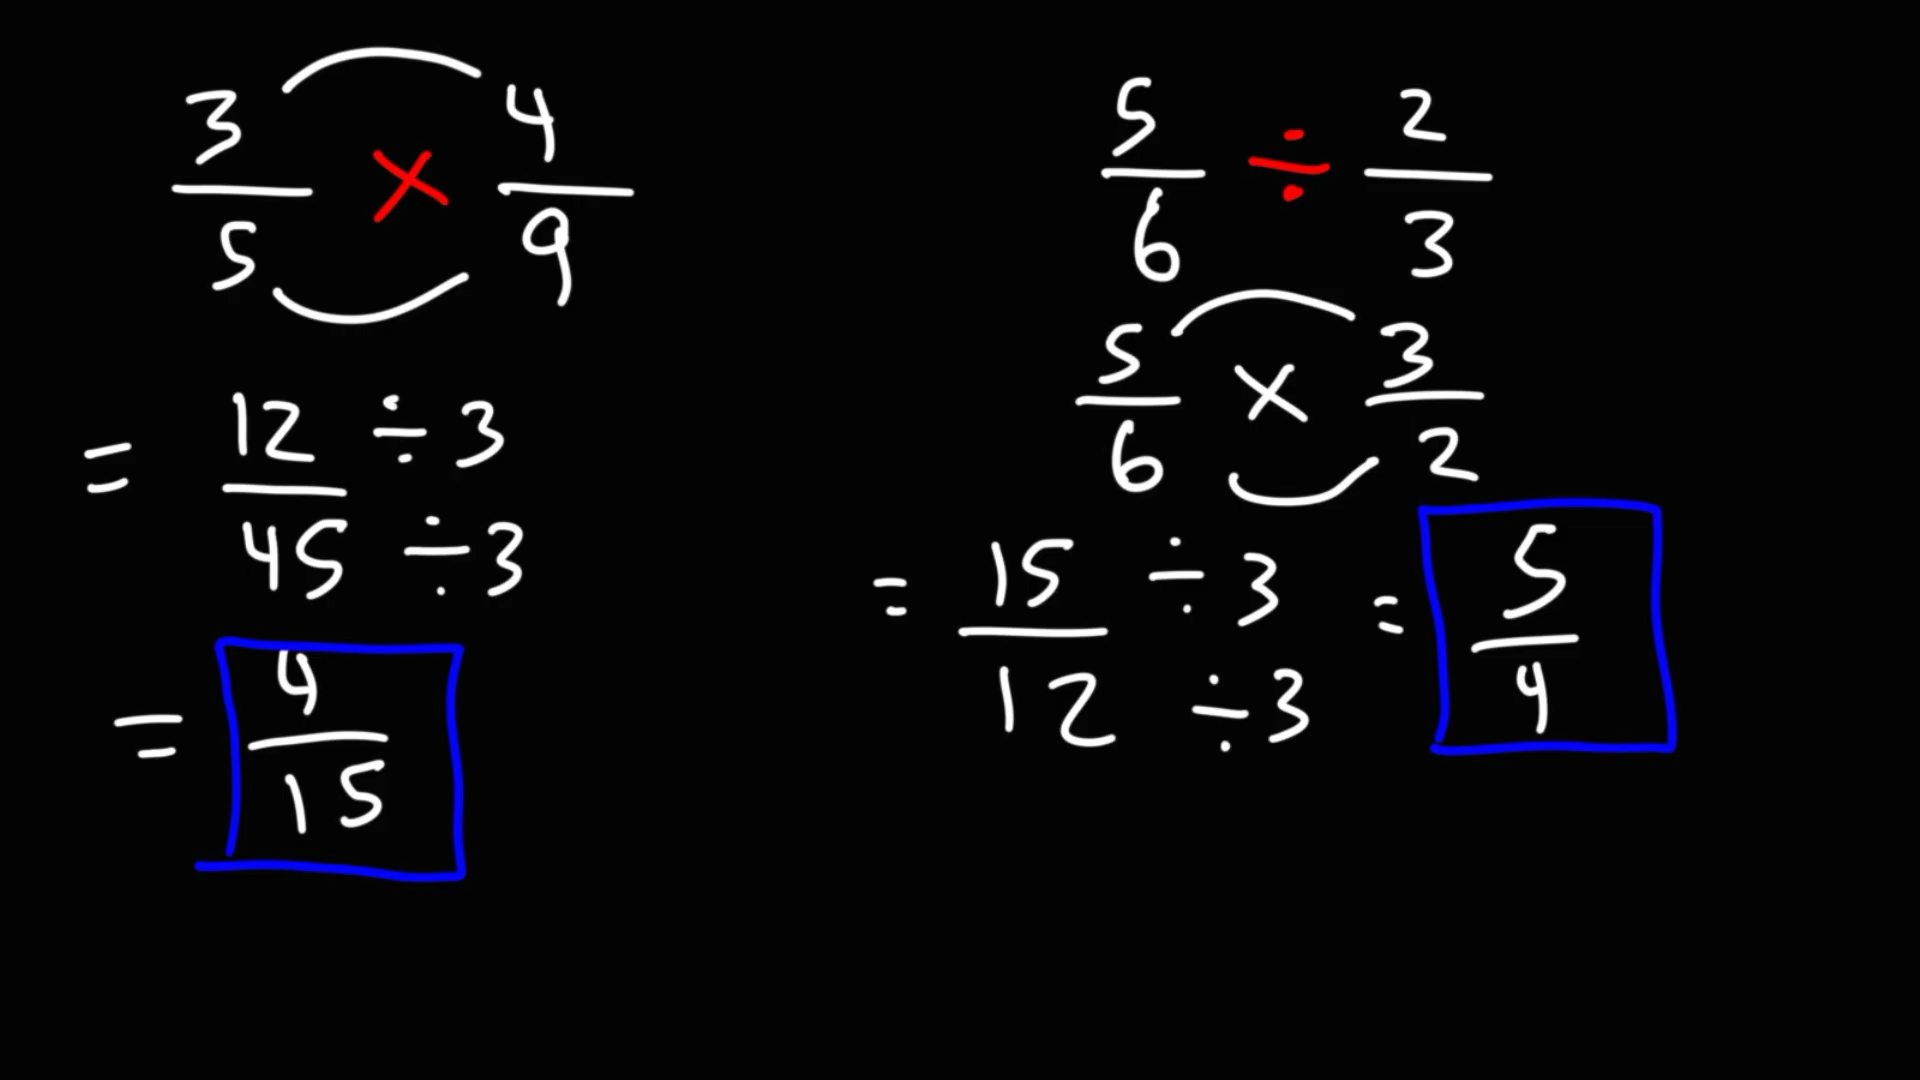 3/5 × 4/9
= 12 ÷ 3 / 45 ÷ 3
= 4/15
5/6 ÷ 2/3
5/6 × 3/2
= 15 ÷ 3 / 12 ÷ 3 = 5/4